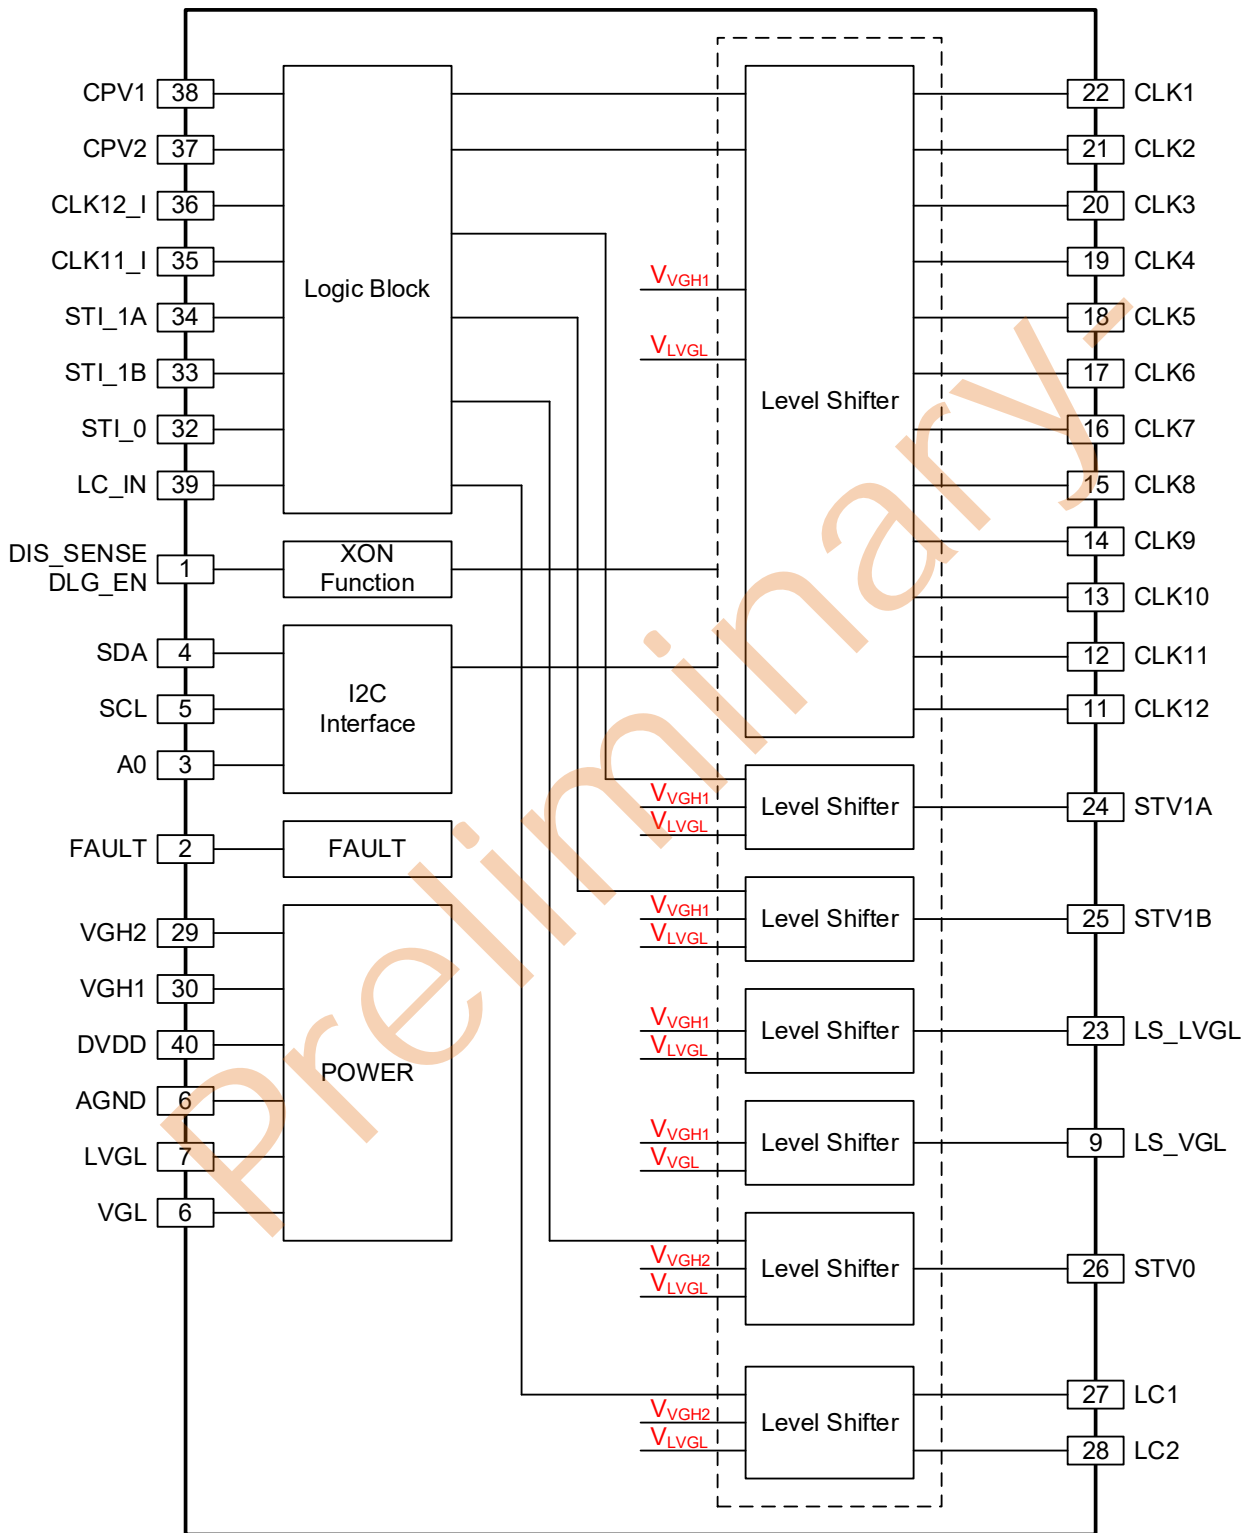 CPV1 38
CPV2 37
CLK12_I 36
CLK11_I 35
STI_1A 34
STI_1B 33
STI_0 32
LC_IN 39
DIS_SENSE
DLG_EN 1
SDA 4
SCL 5
A0 3
FAULT 2
VGH2 29
VGH1 30
DVDD 40
AGND 6
LVGL 7
VGL 6
Logic Block
XON
Function
I2C
Interface
FAULT
POWER
VVGH1
VLVGL
Level Shifter
VVGH1
VLVGL
Level Shifter
VVGH1
VLVGL
Level Shifter
VVGH1
VLVGL
Level Shifter
VVGH1
VVGL
Level Shifter
VVGH2
VLVGL
Level Shifter
VVGH2
VLVGL
Level Shifter
22 CLK1
21 CLK2
20 CLK3
19 CLK4
18 CLK5
17 CLK6
16 CLK7
15 CLK8
14 CLK9
13 CLK10
12 CLK11
11 CLK12
24 STV1A
25 STV1B
23 LS_LVGL
9 LS_VGL
26 STV0
27 LC1
28 LC2
Preliminary-